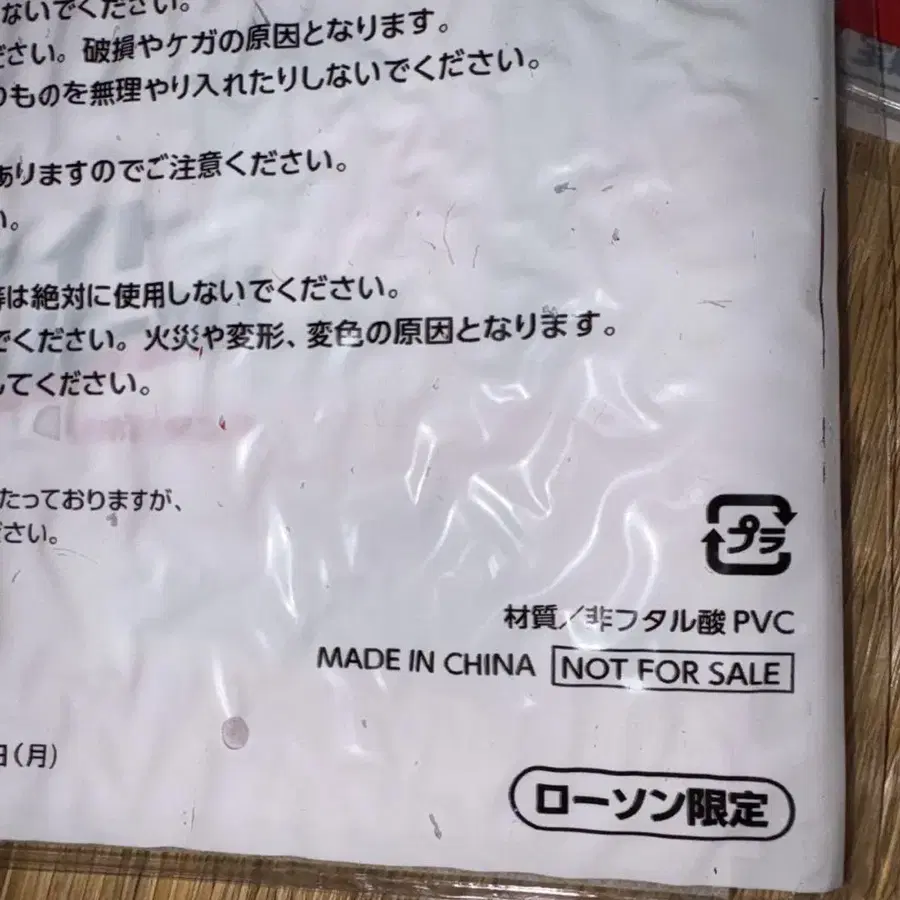 ないでください。
ださい。破損やケガの原因となります。
のものを無理やり入れたりしないでください。
ありますのでご注意ください。
い。
等は絶対に使用しないでください。
でください。火災や変形、変色の原因となります。
してください。
たっておりますが、
ださい。
プラ
材質/非フタル酸PVC
MADE IN CHINA NOT FOR SALE
日(月)
ローソン限定